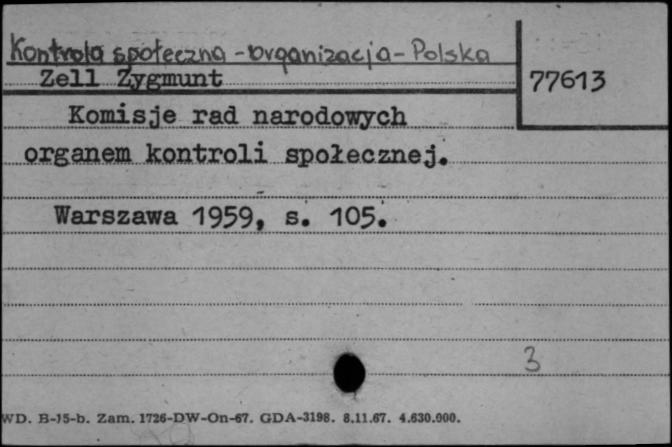 Kontrola społeczna - organizacja - Polska
Zell Zygmunt
77613
Komisje rad narodowych
organem kontroli społecznej.
Warszawa 1959, s. 105.
3
WD. B-15-b. Zam. 1726-DW-On-67. GDA-3198. 8.11.67. 4.630.000.